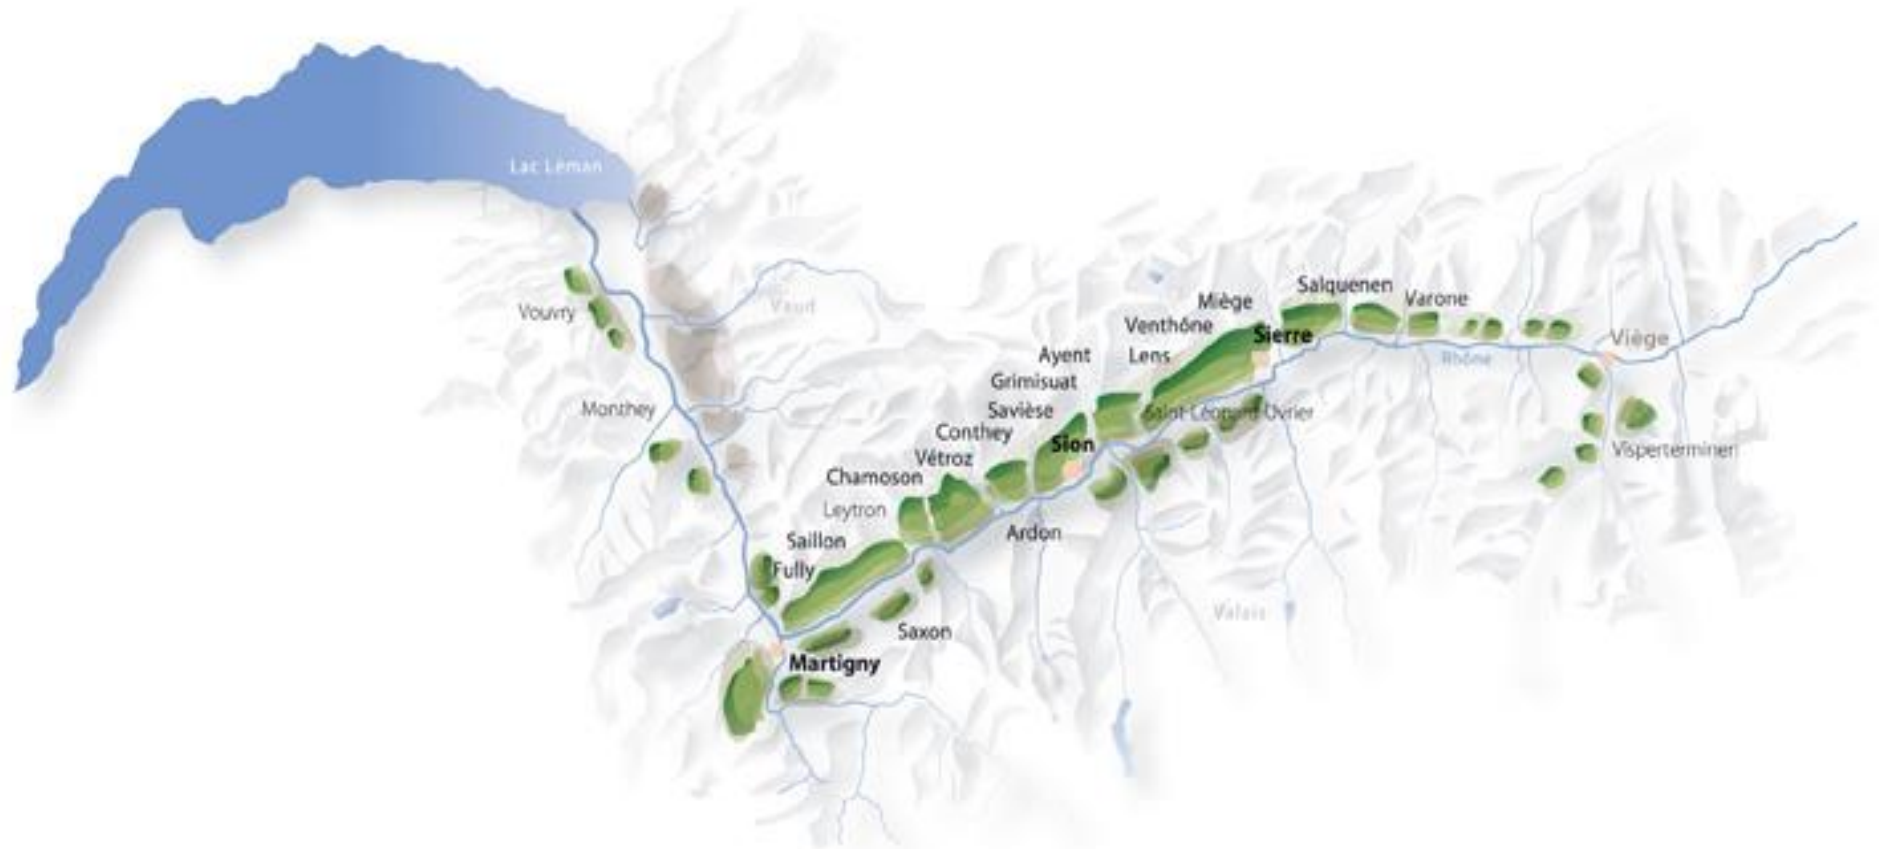 Lac Léman
Vouvry
Vaud
Monthey
Salquenen
Varone
Miège
Venthône
Sierre
Viège
Rhône
Ayent
Lens
Grimisuat
Savièse
Saint-Léonard Uvrier
Conthey
Sion
Vétroz
Visperterminen
Chamoson
Leytron
Ardon
Saillon
Fully
Valais
Saxon
Martigny